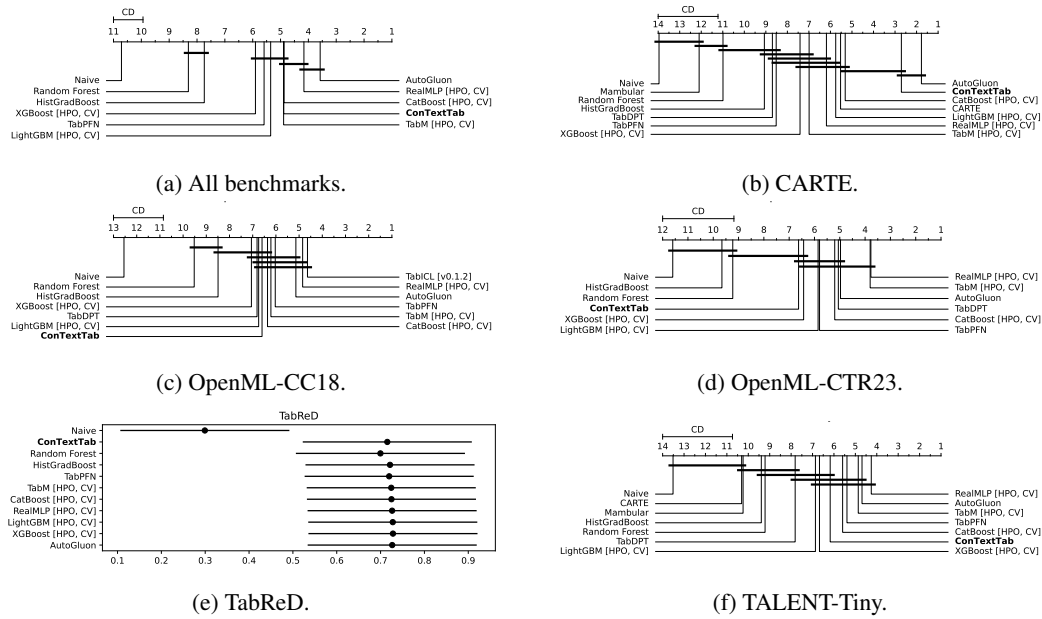 CD
11 10 9 8 7 6 5 4 3 2 1
Naive
Random Forest
HistGradBoost
XGBoost [HPO, CV]
TabPFN
LightGBM [HPO, CV]
AutoGluon
RealMLP [HPO, CV]
CatBoost [HPO, CV]
ConTextTab
TabM [HPO, CV]
(a) All benchmarks.
CD
14 13 12 11 10 9 8 7 6 5 4 3 2 1
Naive
Mambular
Random Forest
HistGradBoost
TabDPT
TabPFN
XGBoost [HPO, CV]
AutoGluon
ConTextTab
CatBoost [HPO, CV]
CARTE
LightGBM [HPO, CV]
RealMLP [HPO, CV]
TabM [HPO, CV]
(b) CARTE.
CD
13 12 11 10 9 8 7 6 5 4 3 2 1
Naive
Random Forest
HistGradBoost
XGBoost [HPO, CV]
TabDPT
LightGBM [HPO, CV]
ConTextTab
TabICL [v0.1.2]
RealMLP [HPO, CV]
AutoGluon
TabPFN
TabM [HPO, CV]
CatBoost [HPO, CV]
(c) OpenML-CC18.
CD
12 11 10 9 8 7 6 5 4 3 2 1
Naive
HistGradBoost
Random Forest
ConTextTab
XGBoost [HPO, CV]
LightGBM [HPO, CV]
RealMLP [HPO, CV]
TabM [HPO, CV]
AutoGluon
TabDPT
CatBoost [HPO, CV]
TabPFN
(d) OpenML-CTR23.
TabReD
Naive
ConTextTab
Random Forest
HistGradBoost
TabPFN
TabM [HPO, CV]
CatBoost [HPO, CV]
RealMLP [HPO, CV]
LightGBM [HPO, CV]
XGBoost [HPO, CV]
AutoGluon
0.1 0.2 0.3 0.4 0.5 0.6 0.7 0.8 0.9
(e) TabReD.
CD
14 13 12 11 10 9 8 7 6 5 4 3 2 1
Naive
CARTE
Mambular
HistGradBoost
Random Forest
TabDPT
LightGBM [HPO, CV]
RealMLP [HPO, CV]
AutoGluon
TabM [HPO, CV]
TabPFN
CatBoost [HPO, CV]
ConTextTab
XGBoost [HPO, CV]
(f) TALENT-Tiny.